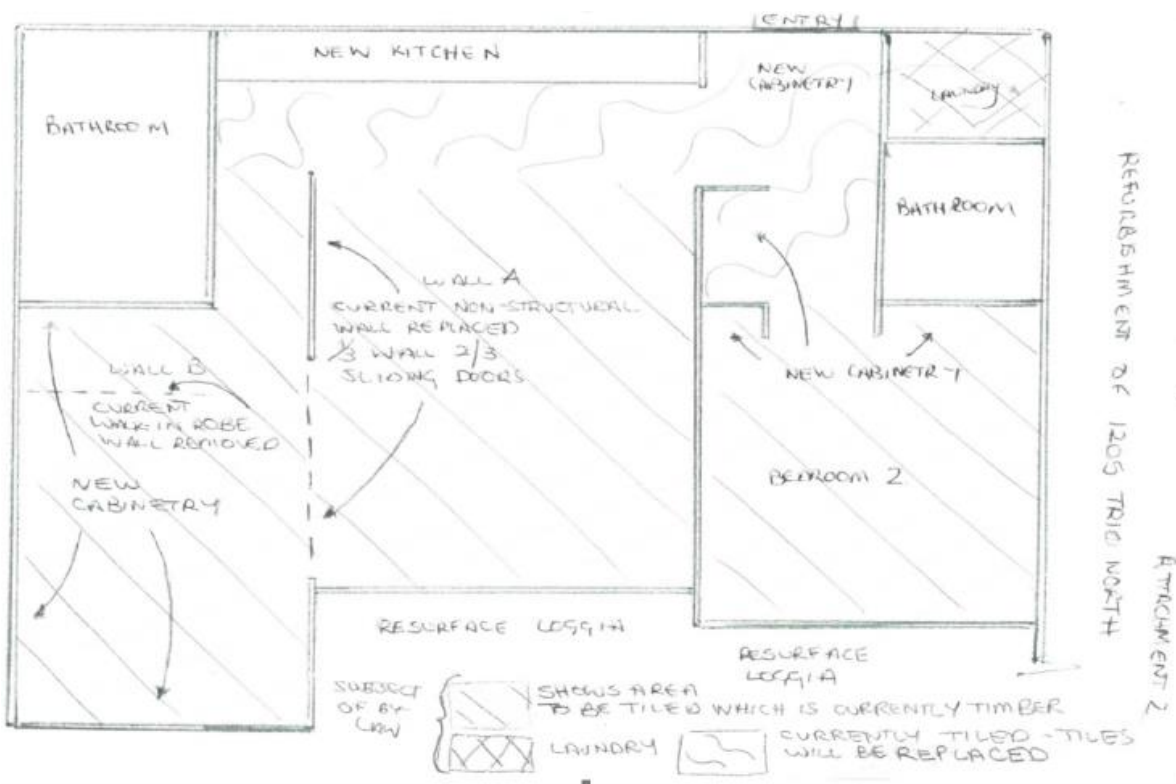 ENTRY
NEW KITCHEN
NEW
CABINETRY
LAUNDRY
BATHROOM
BATHROOM
WALL A
CURRENT NON-STRUCTURAL
WALL REPLACED
1/3 WALL 2/3
SLIDING DOORS
WALL B
CURRENT
WALK-IN ROBE
WALL REMOVED
NEW
CABINETRY
NEW CABINETRY
BEDROOM 2
RESURFACE LOGGIA
RESURFACE
LOGGIA
SUBJECT
OF BY
LAW
SHOWS AREA
TO BE TILED WHICH IS CURRENTLY TIMBER
LAUNDRY
CURRENTLY TILED - TILES
WILL BE REPLACED
REFURBISHMENT OF 1205 TRIO NORTH
ATTACHMENT 2